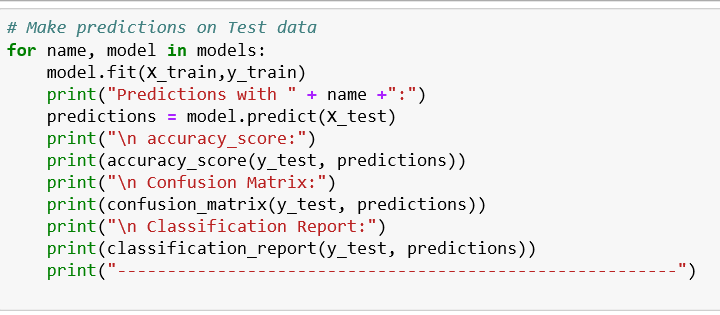 # Make predictions on Test data
for name, model in models:
    model.fit(X_train,y_train)
    print("Predictions with " + name +":")
    predictions = model.predict(X_test)
    print("\n accuracy_score:")
    print(accuracy_score(y_test, predictions))
    print("\n Confusion Matrix:")
    print(confusion_matrix(y_test, predictions))
    print("\n Classification Report:")
    print(classification_report(y_test, predictions))
    print("--------------------------------------------------------")